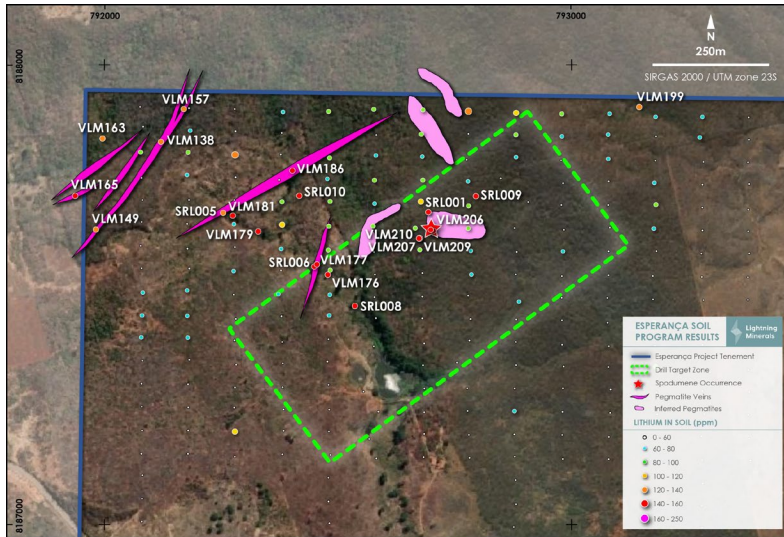 792000
793000
8188000
8187000
N
250m
SIRGAS 2000 / UTM zone 23S
VLM157
VLM199
VLM163
VLM138
VLM186
VLM165
SRL010
SRL009
SRL005
VLM181
SRL001
VLM149
VLM179
VLM206
VLM210
VLM207
VLM209
SRL006
VLM177
VLM176
SRL008
ESPERANÇA SOIL
PROGRAM RESULTS
Lightning
Minerals
Esperança Project Tenement
Drill Target Zone
Spodumene Occurrence
Pegmatite Veins
Inferred Pegmatites
LITHIUM IN SOIL (ppm)
0 - 60
60 - 80
80 - 100
100 - 120
120 - 140
140 - 160
160 - 250